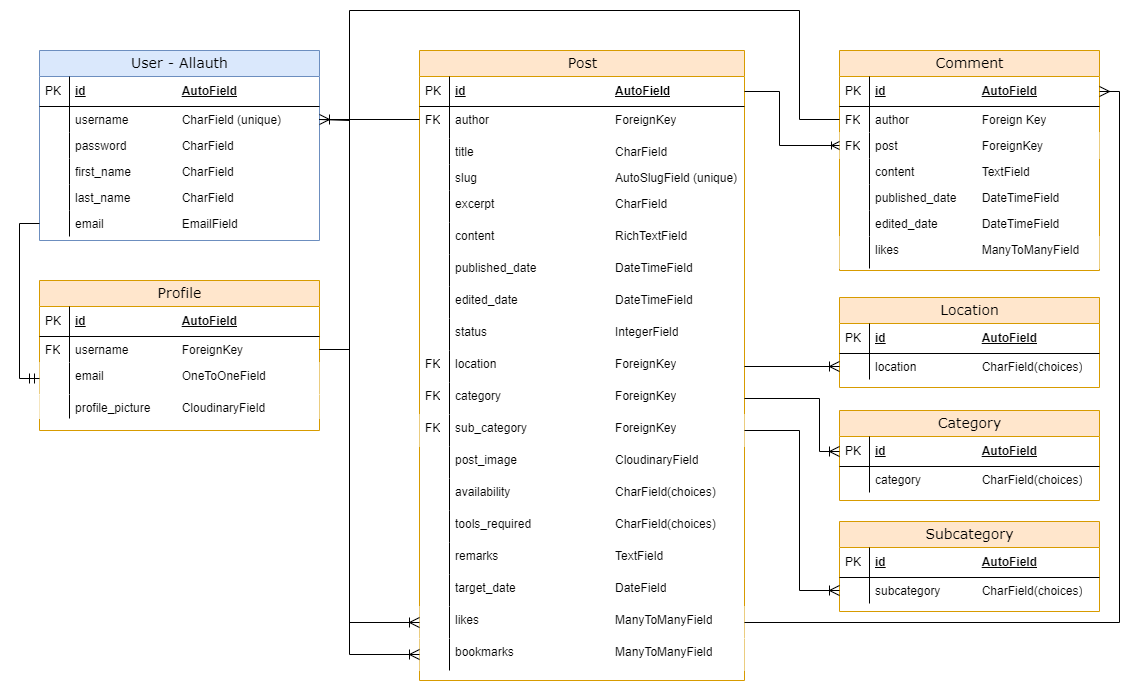 User - Allauth
PK id AutoField
username CharField (unique)
password CharField
first_name CharField
last_name CharField
email EmailField
Profile
PK id AutoField
FK username ForeignKey
email OneToOneField
profile_picture CloudinaryField
Post
PK id AutoField
FK author ForeignKey
title CharField
slug AutoSlugField (unique)
excerpt CharField
content RichTextField
published_date DateTimeField
edited_date DateTimeField
status IntegerField
FK location ForeignKey
FK category ForeignKey
FK sub_category ForeignKey
post_image CloudinaryField
availability CharField(choices)
tools_required CharField(choices)
remarks TextField
target_date DateField
likes ManyToManyField
bookmarks ManyToManyField
Comment
PK id AutoField
FK author Foreign Key
FK post ForeignKey
content TextField
published_date DateTimeField
edited_date DateTimeField
likes ManyToManyField
Location
PK id AutoField
location CharField(choices)
Category
PK id AutoField
category CharField(choices)
Subcategory
PK id AutoField
subcategory CharField(choices)